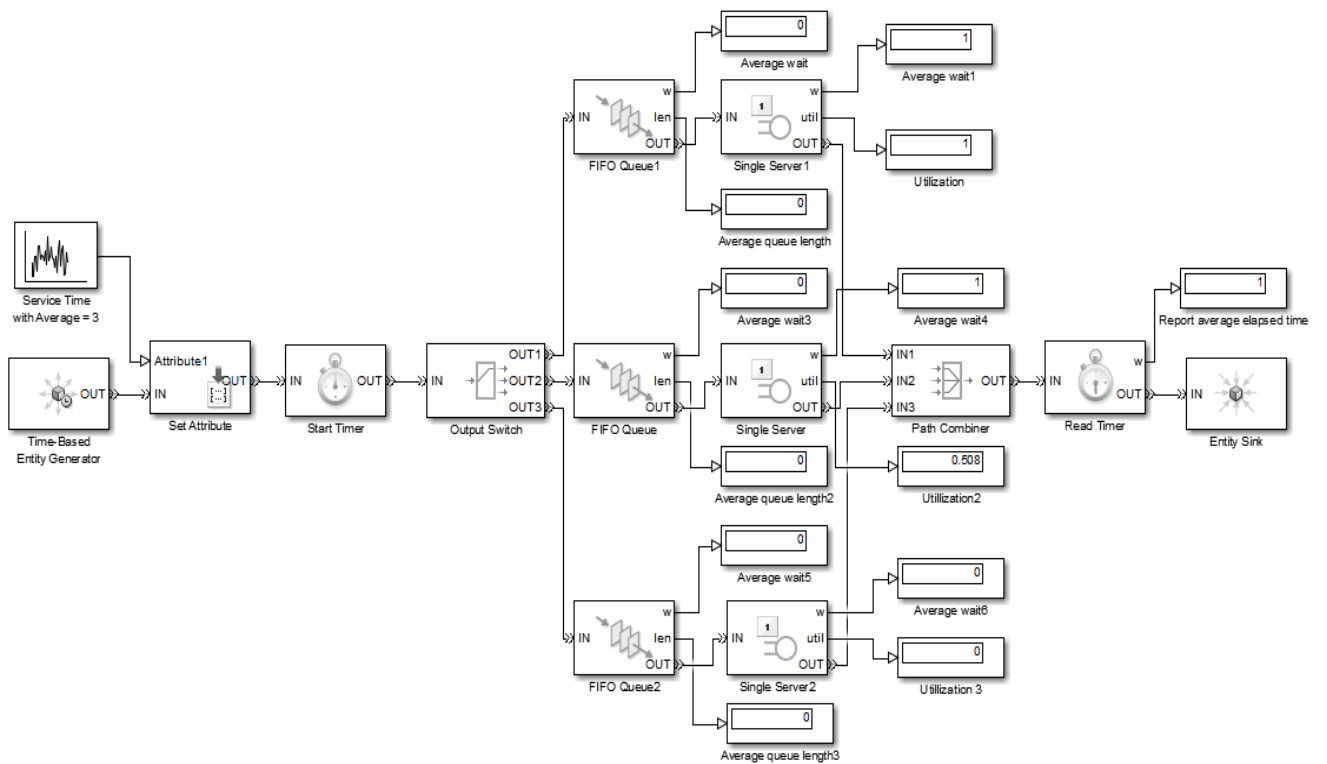 0
Average wait
1
Average wait1
w
len
IN
OUT
FIFO Queue1
1
w
util
IN
OUT
Single Server1
1
Utilization
0
Average queue length
Service Time
with Average = 3
0
Average wait3
1
Average wait4
1
Report average elapsed time
OUT
Time-Based
Entity Generator
Attribute1
OUT
IN
Set Attribute
IN
OUT
Start Timer
OUT1
IN
OUT2
OUT3
Output Switch
w
len
IN
OUT
FIFO Queue
1
w
util
IN
OUT
Single Server
IN1
IN2
OUT
IN3
Path Combiner
w
IN
OUT
Read Timer
IN
Entity Sink
0
Average queue length2
0.508
Utillization2
0
Average wait5
0
Average wait6
w
len
IN
OUT
FIFO Queue2
1
w
util
IN
OUT
Single Server2
0
Utillization 3
0
Average queue length3